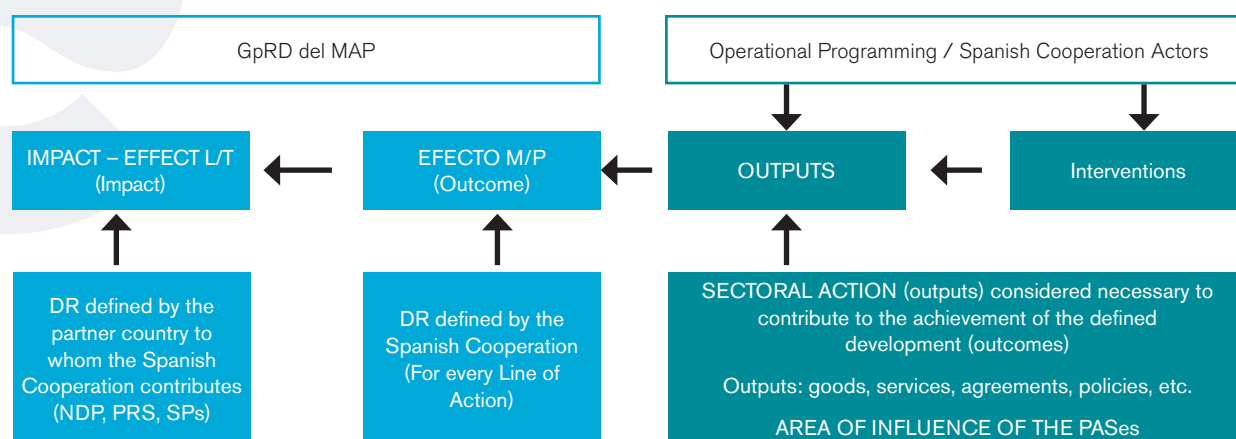 GpRD del MAP
Operational Programming / Spanish Cooperation Actors
IMPACT – EFFECT L/T
(Impact)
EFECTO M/P
(Outcome)
OUTPUTS
Interventions
DR defined by the
partner country to
whom the Spanish
Cooperation contributes
(NDP, PRS, SPs)
DR defined by the
Spanish Cooperation
(For every Line of
Action)
SECTORAL ACTION (outputs) considered necessary to
contribute to the achievement of the defined
development (outcomes)
Outputs: goods, services, agreements, policies, etc.
AREA OF INFLUENCE OF THE PASes